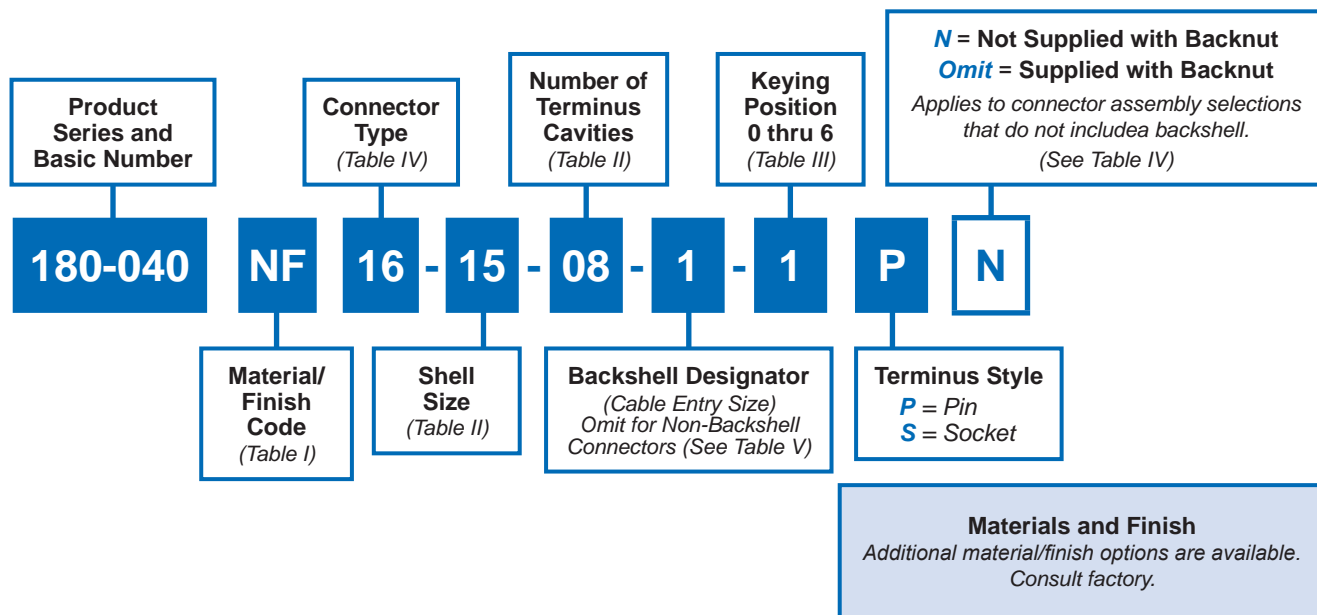 Product
Series and
Basic Number
Connector
Type
(Table IV)
Number of
Terminus
Cavities
(Table II)
Keying
Position
0 thru 6
(Table III)
N = Not Supplied with Backnut
Omit = Supplied with Backnut
Applies to connector assembly selections
that do not includea backshell.
(See Table IV)
180-040 NF 16 - 15 - 08 - 1 - 1 P N
Material/
Finish
Code
(Table I)
Shell
Size
(Table II)
Backshell Designator
(Cable Entry Size)
Omit for Non-Backshell
Connectors (See Table V)
Terminus Style
P = Pin
S = Socket
Materials and Finish
Additional material/finish options are available.
Consult factory.